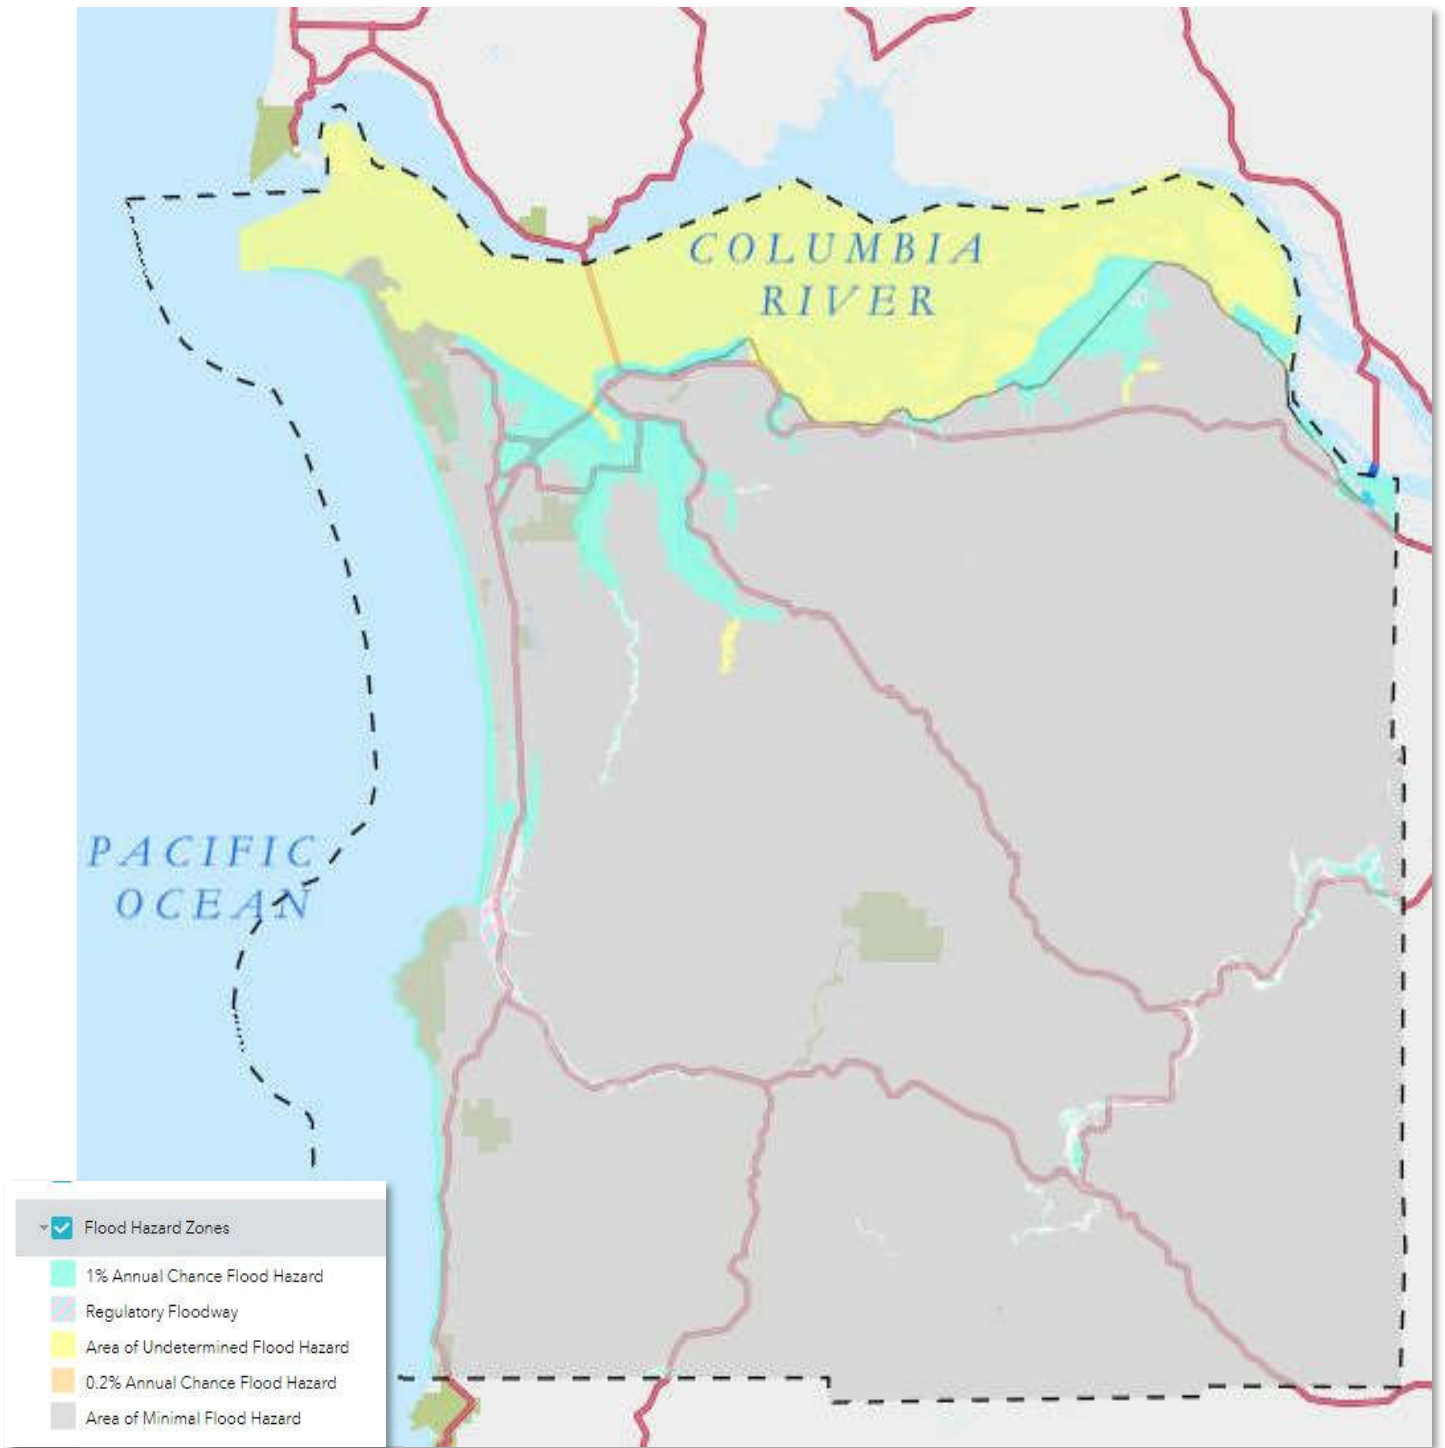 COLUMBIA
RIVER
PACIFIC
OCEAN
Flood Hazard Zones
1% Annual Chance Flood Hazard
Regulatory Floodway
Area of Undetermined Flood Hazard
0.2% Annual Chance Flood Hazard
Area of Minimal Flood Hazard